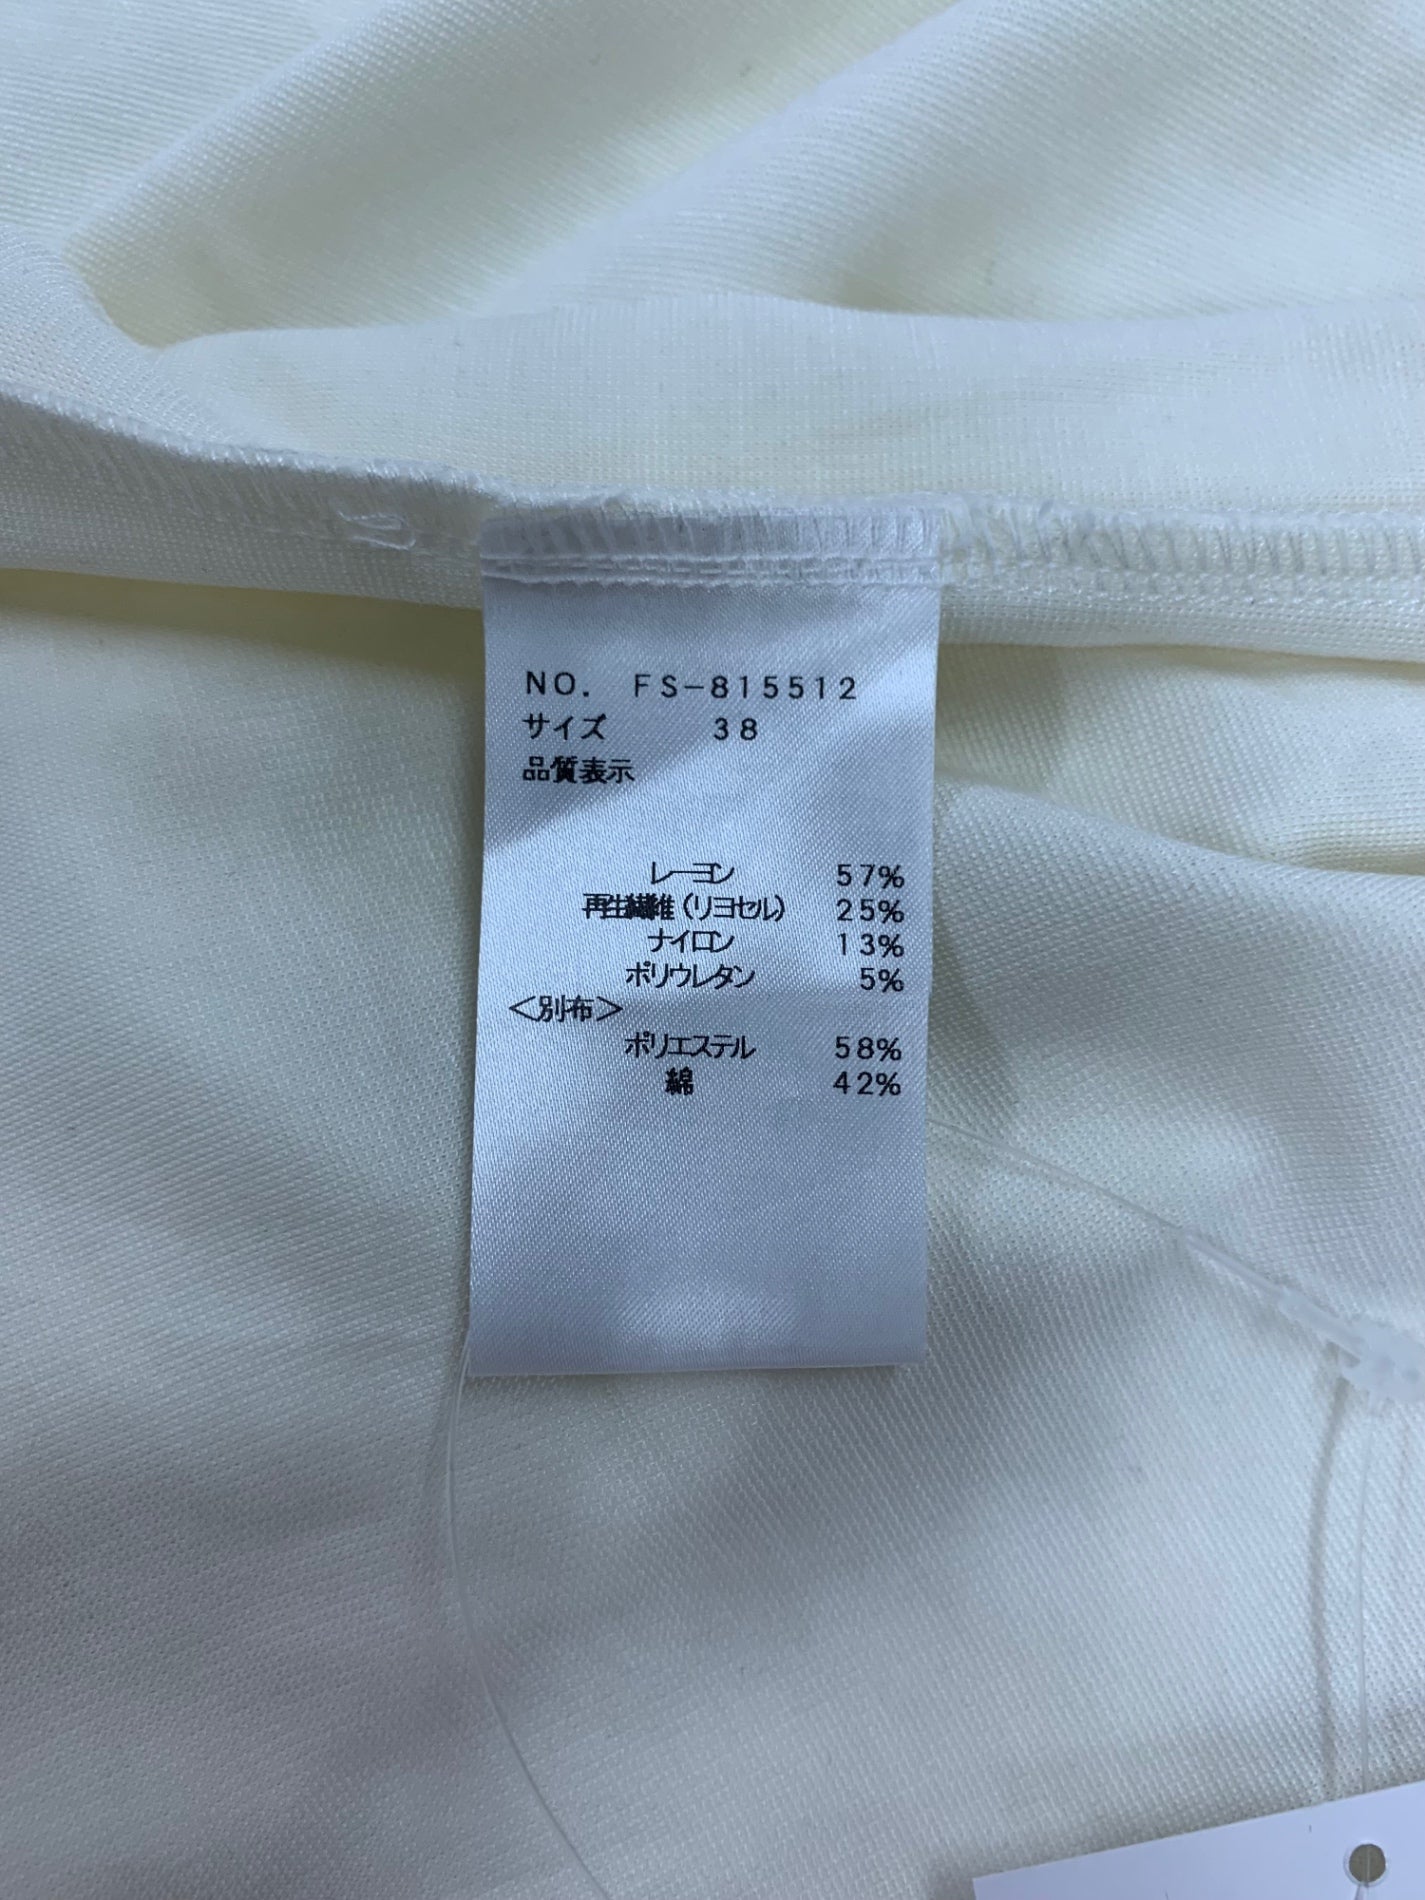 NO. FS-815512
サイズ 38
品質表示
レーヨン 57%
再生繊維(リヨセル) 25%
ナイロン 13%
ポリウレタン 5%
<別布>
ポリエステル 58%
綿 42%